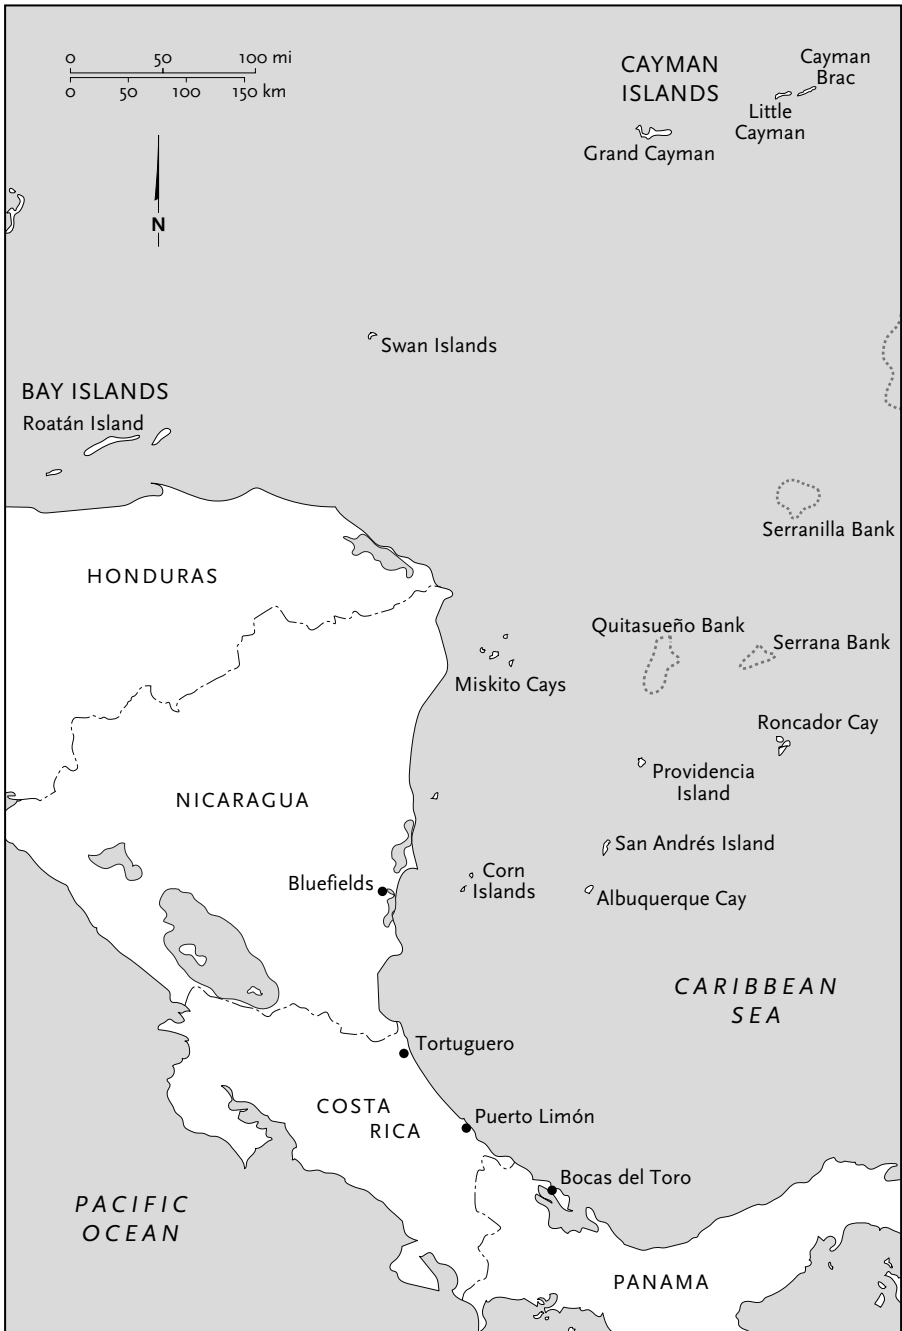 0 50 100 mi
0 50 100 150 km
N
CAYMAN
ISLANDS
Cayman
Brac
Little
Cayman
Grand Cayman
Swan Islands
BAY ISLANDS
Roatán Island
Serranilla Bank
HONDURAS
Quitasueño Bank
Serrana Bank
Miskito Cays
Roncador Cay
Providencia
Island
NICARAGUA
San Andrés Island
Corn
Islands
Bluefields
Albuquerque Cay
CARIBBEAN
SEA
Tortuguero
COSTA
RICA
Puerto Limón
Bocas del Toro
PACIFIC
OCEAN
PANAMA